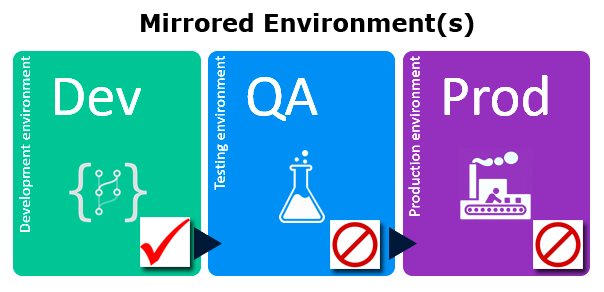 Mirrored Environment(s)
Development environment
Dev
Testing environment
QA
Production environment
Prod